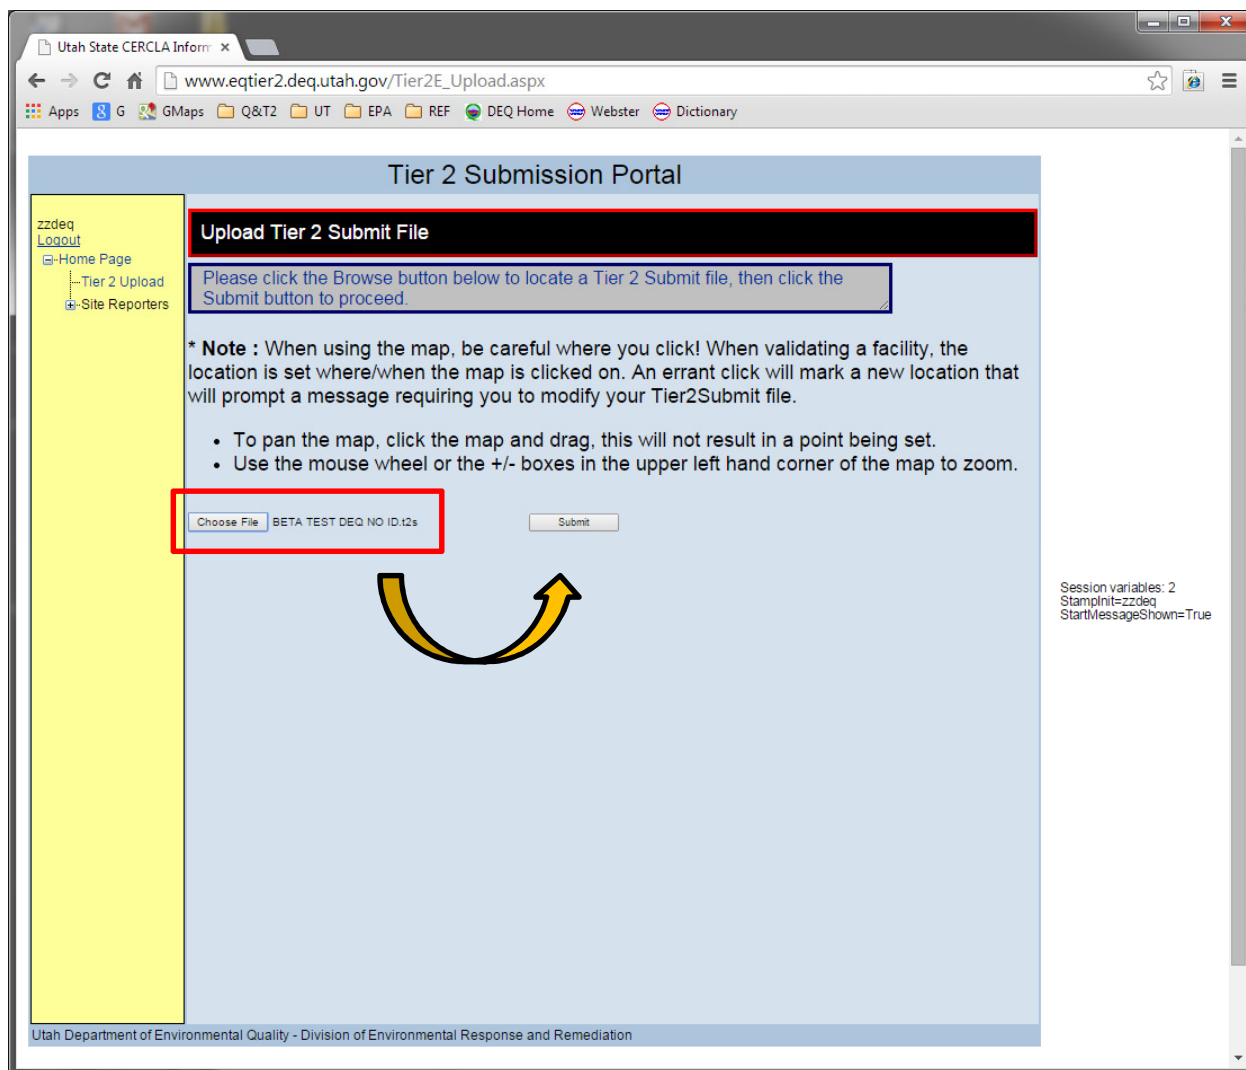 Utah State CERCLA Inform
www.eqtier2.deq.utah.gov/Tier2E_Upload.aspx
Apps G GMaps Q&T2 UT EPA REF DEQ Home Webster Dictionary
Tier 2 Submission Portal
zzdeq
Logout
Home Page
Tier 2 Upload
Site Reporters
Upload Tier 2 Submit File
Please click the Browse button below to locate a Tier 2 Submit file, then click the
Submit button to proceed.
* Note : When using the map, be careful where you click! When validating a facility, the
location is set where/when the map is clicked on. An errant click will mark a new location that
will prompt a message requiring you to modify your Tier2Submit file.
• To pan the map, click the map and drag, this will not result in a point being set.
• Use the mouse wheel or the +/- boxes in the upper left hand corner of the map to zoom.
Choose File BETA TEST DEQ NO ID.t2s Submit
Session variables: 2
StampInit=zzdeq
StartMessageShown=True
Utah Department of Environmental Quality - Division of Environmental Response and Remediation